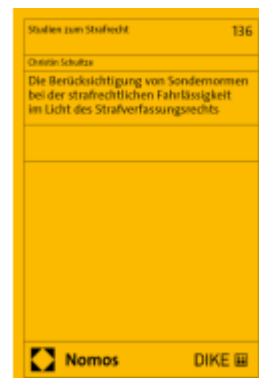 Studien zum Strafrecht 136
Christin Schultze
Die Berücksichtigung von Sondernormen
bei der strafrechtlichen Fahrlässigkeit
im Licht des Strafverfassungsrechts
Nomos DIKE